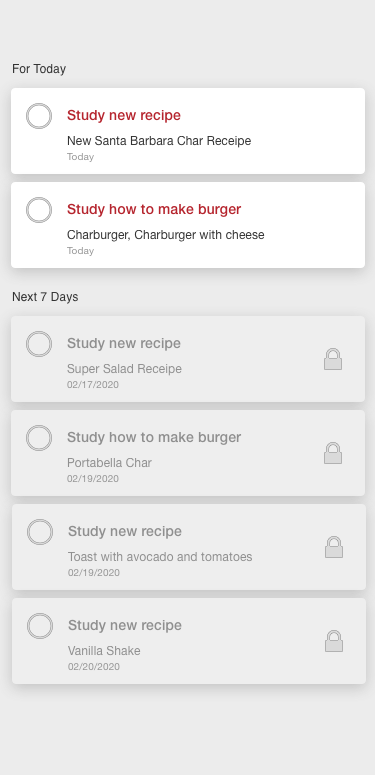 For Today
Study new recipe
New Santa Barbara Char Receipe
Today
Study how to make burger
Charburger, Charburger with cheese
Today
Next 7 Days
Study new recipe
Super Salad Receipe
02/17/2020
Study how to make burger
Portabella Char
02/19/2020
Study new recipe
Toast with avocado and tomatoes
02/19/2020
Study new recipe
Vanilla Shake
02/20/2020